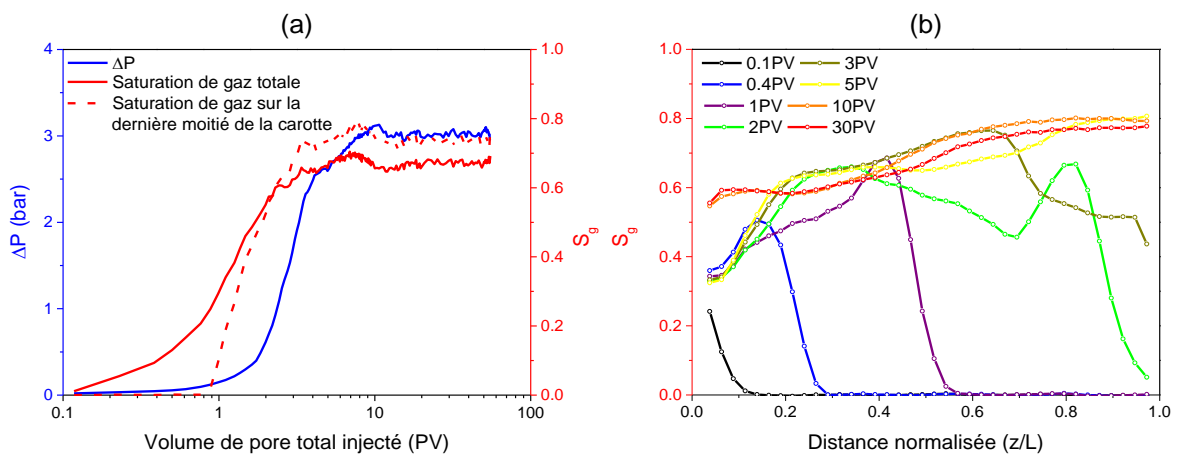 (a)
4
3
2
1
0
ΔP (bar)
ΔP
Saturation de gaz totale
Saturation de gaz sur la
dernière moitié de la carotte
1.0
0.8
0.6
0.4
0.2
0.0
Sg
0.1 1 10 100
Volume de pore total injecté (PV)
(b)
1.0
0.8
0.6
0.4
0.2
0.0
Sg
0.1PV 3PV
0.4PV 5PV
1PV 10PV
2PV 30PV
0.0 0.2 0.4 0.6 0.8 1.0
Distance normalisée (z/L)